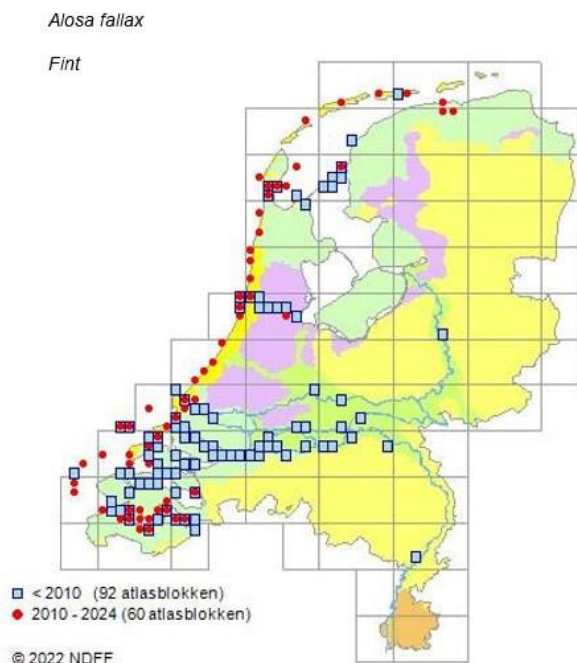 Alosa fallax
Fint
< 2010 (92 atlasblokken)
2010 - 2024 (60 atlasblokken)
© 2022 NDFF